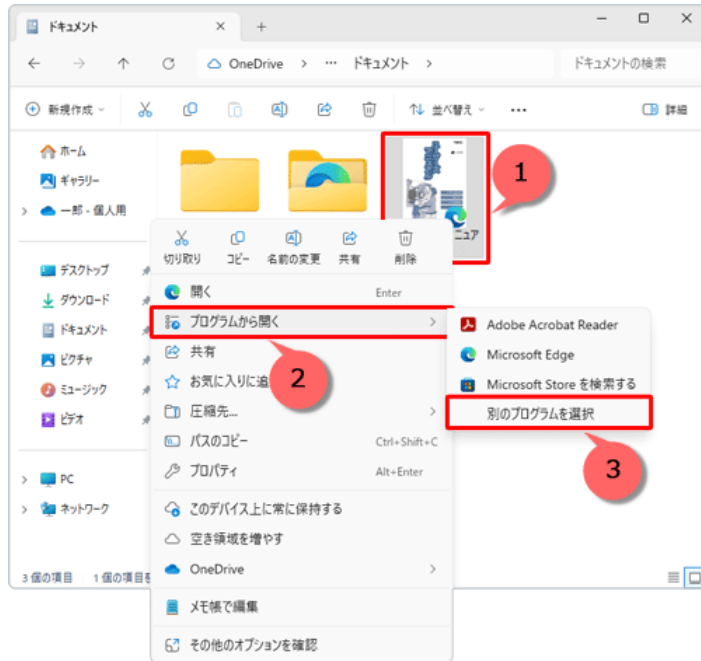 ドキュメント
OneDrive > … ドキュメント >
ドキュメントの検索
新規作成
並べ替え
詳細
ホーム
ギャラリー
一郎 - 個人用
デスクトップ
ダウンロード
ドキュメント
ピクチャ
ミュージック
ビデオ
PC
ネットワーク
3 個の項目
1 個の項目を
ニュア
1
切り取り
コピー
名前の変更
共有
削除
開く Enter
プログラムから開く
2
共有
お気に入りに追
圧縮先...
パスのコピー Ctrl+Shift+C
プロパティ Alt+Enter
このデバイス上に常に保持する
空き領域を増やす
OneDrive
メモ帳で編集
その他のオプションを確認
Adobe Acrobat Reader
Microsoft Edge
Microsoft Store を検索する
別のプログラムを選択
3